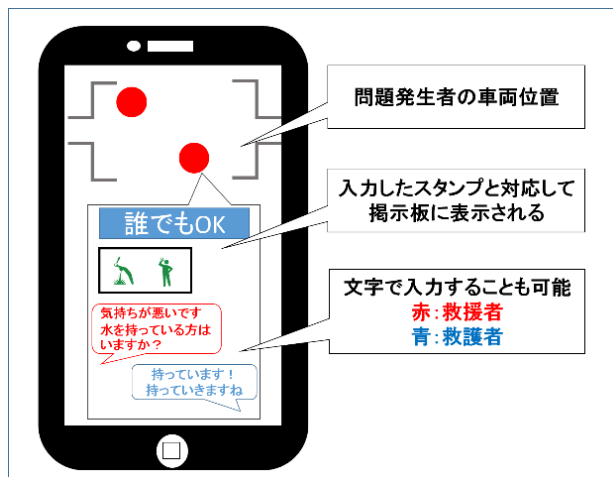 問題発生者の車両位置
入力したスタンプと対応して
掲示板に表示される
誰でもOK
文字で入力することも可能
赤:救援者
青:救護者
気持ちが悪いです
水を持っている方は
いますか?
持っています!
持っていきますね